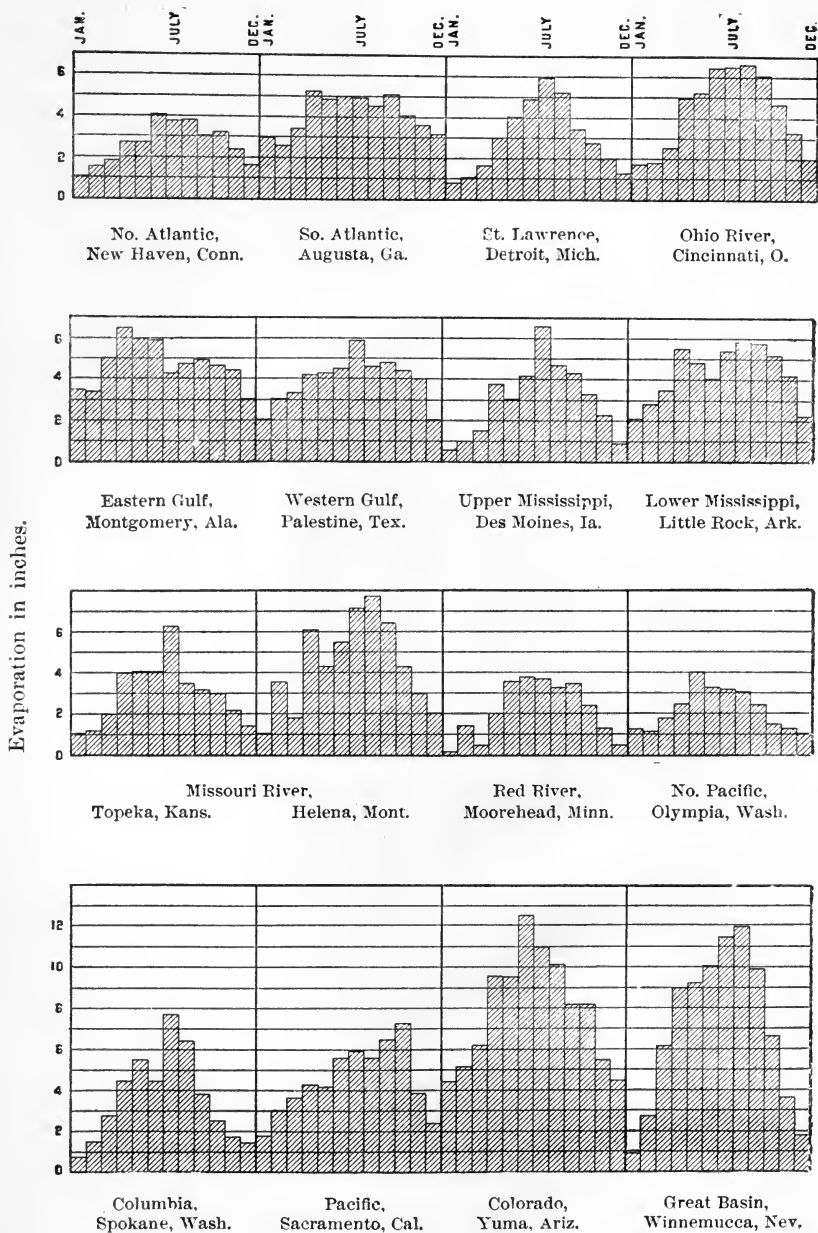 JAN. JULY DEC. JAN. JULY DEC. JAN. JULY DEC. JAN. JULY DEC.
6
4
2
0
No. Atlantic, So. Atlantic, St. Lawrence, Ohio River,
New Haven, Conn. Augusta, Ga. Detroit, Mich. Cincinnati, O.
6
4
2
0
Eastern Gulf, Western Gulf, Upper Mississippi, Lower Mississippi,
Montgomery, Ala. Palestine, Tex. Des Moines, Ia. Little Rock, Ark.
Evaporation in inches.
6
4
2
0
Missouri River, Red River, No. Pacific,
Topeka, Kans. Helena, Mont. Moorehead, Minn. Olympia, Wash.
12
10
8
6
4
2
0
Columbia, Pacific, Colorado, Great Basin,
Spokane, Wash. Sacramento, Cal. Yuma, Ariz. Winnemucca, Nev.